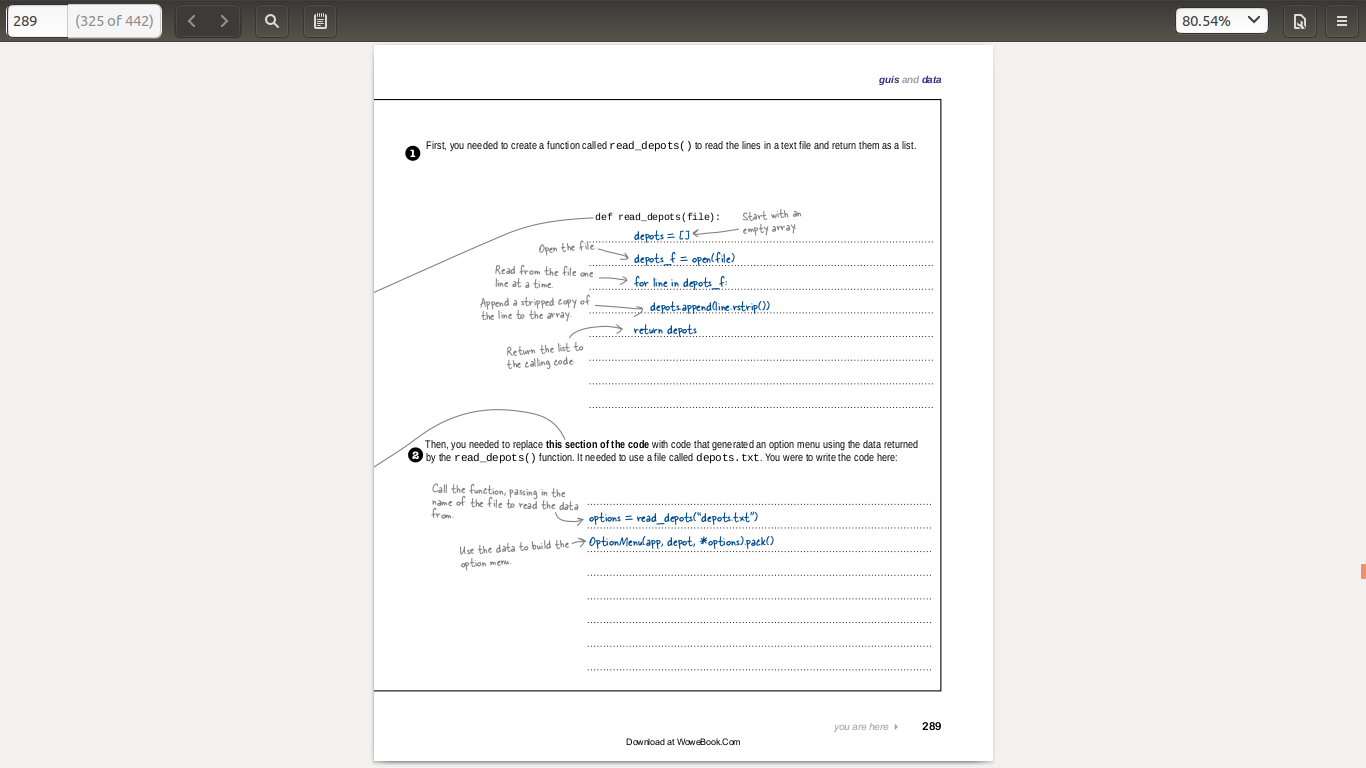 289 (325 of 442) 80.54%
guis and data
1 First, you needed to create a function called read_depots() to read the lines in a text file and return them as a list.
def read_depots(file):
Start with an
empty array.
depots = []
Open the file.
depots_f = open(file)
Read from the file one
line at a time.
for line in depots_f:
Append a stripped copy of
the line to the array.
depots.append(line.rstrip())
return depots
Return the list to
the calling code.
2 Then, you needed to replace this section of the code with code that generated an option menu using the data returned
by the read_depots() function. It needed to use a file called depots.txt. You were to write the code here:
Call the function, passing in the
name of the file to read the data
from.
options = read_depots("depots.txt")
Use the data to build the
option menu.
OptionMenu(app, depot, *options).pack()
you are here 289
Download at WoweBook.Com